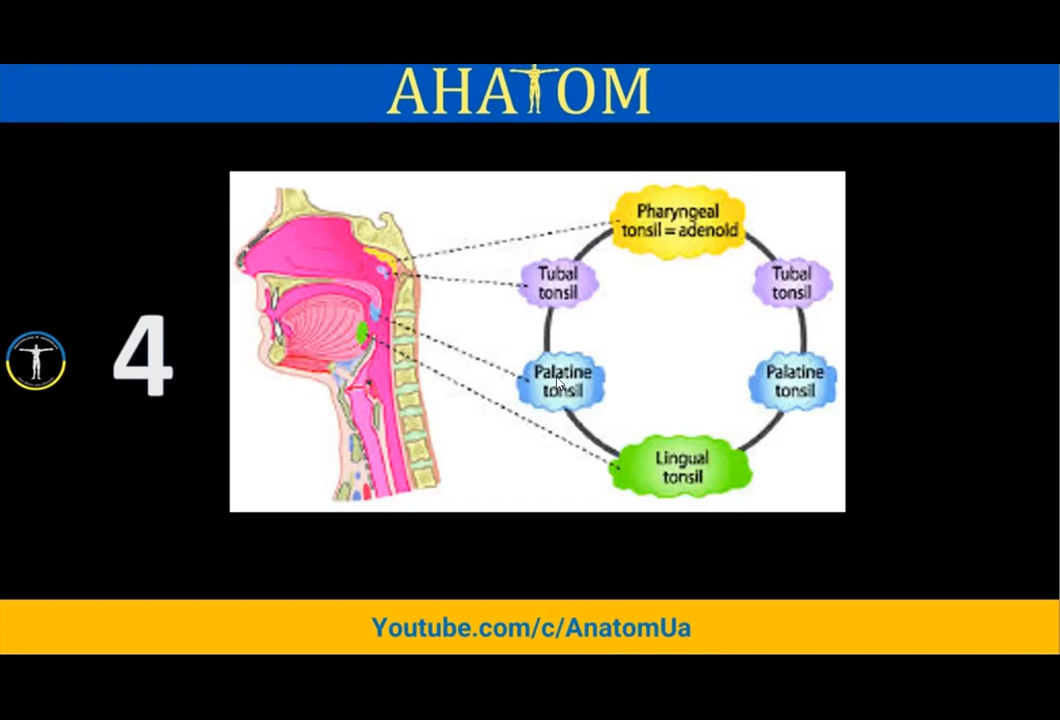 АНАТОМ
4
Pharyngeal
tonsil = adenoid
Tubal
tonsil
Tubal
tonsil
Palatine
tonsil
Palatine
tonsil
Lingual
tonsil
Youtube.com/c/AnatomUa